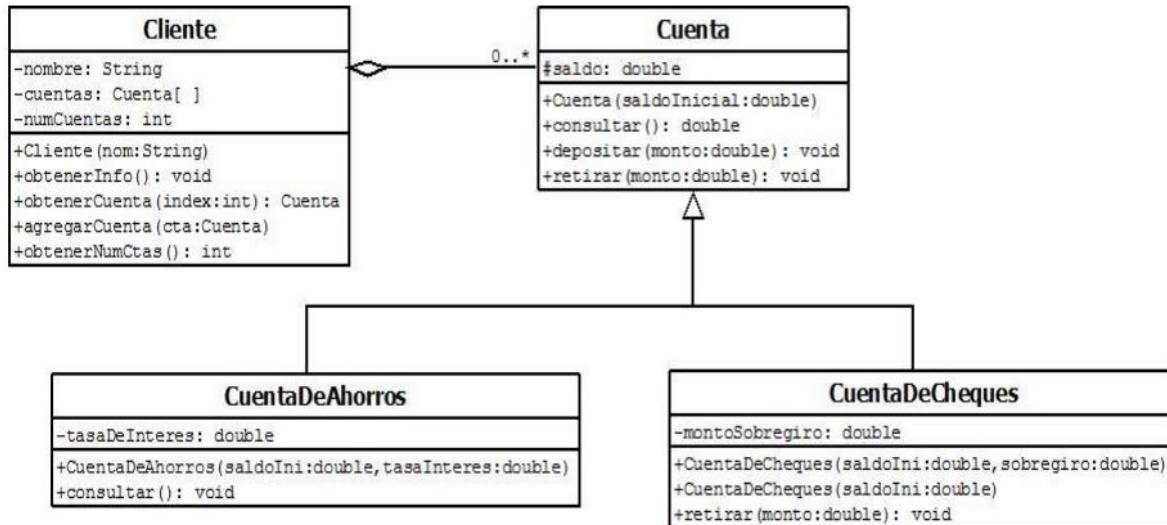 Cliente
-nombre: String
-cuentas: Cuenta[ ]
-numCuentas: int
+Cliente(nom:String)
+obtenerInfo(): void
+obtenerCuenta(index:int): Cuenta
+agregarCuenta(cta:Cuenta)
+obtenerNumCtas(): int
0..*
Cuenta
#saldo: double
+Cuenta(saldoInicial:double)
+consultar(): double
+depositar(monto:double): void
+retirar(monto:double): void
CuentaDeAhorros
-tasaDeInteres: double
+CuentaDeAhorros(saldoIni:double,tasaInteres:double)
+consultar(): void
CuentaDeCheques
-montoSobregiro: double
+CuentaDeCheques(saldoIni:double,sobregiro:double)
+CuentaDeCheques(saldoIni:double)
+retirar(monto:double): void